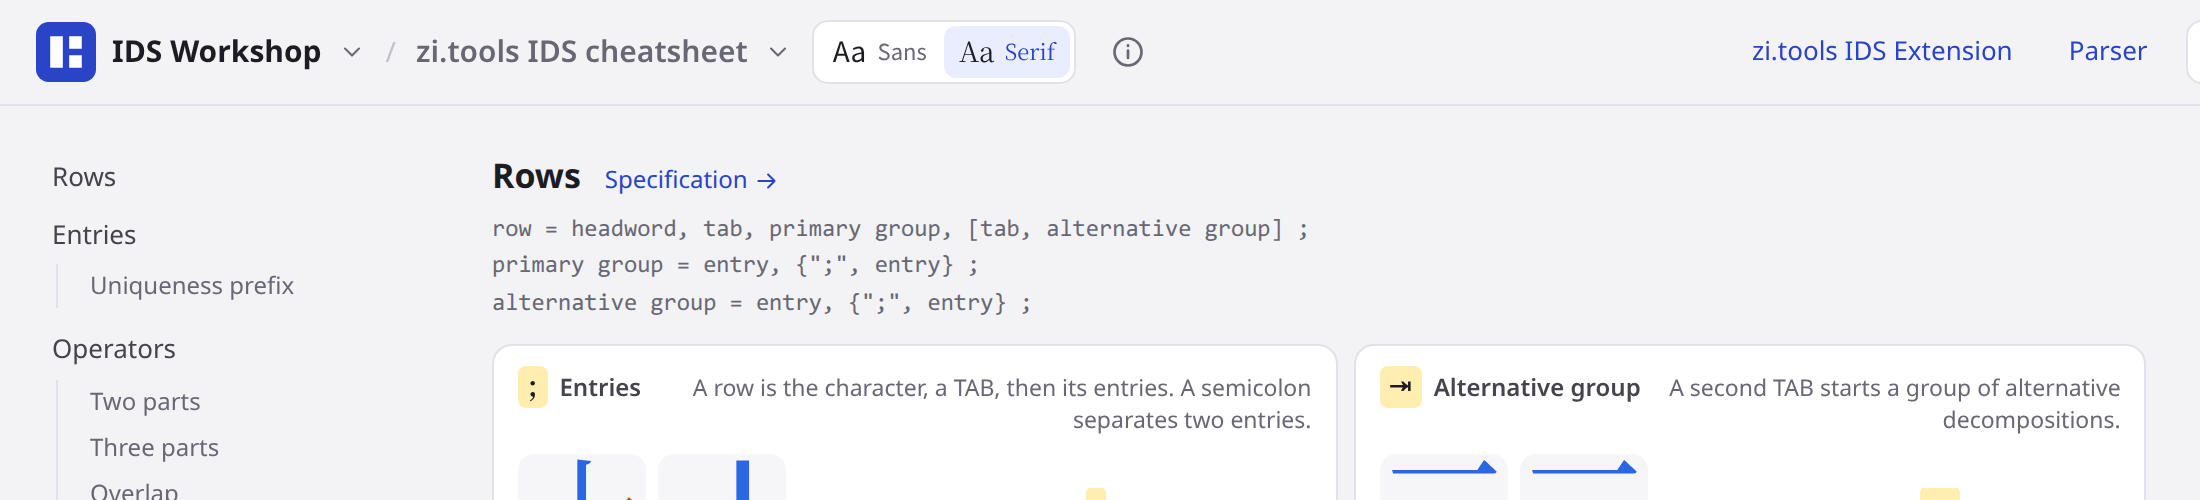 IDS Workshop / zi.tools IDS cheatsheet Aa Sans Aa Serif zi.tools IDS Extension Parser
Rows
Entries
Uniqueness prefix
Operators
Two parts
Three parts
Overlap
Rows Specification →
row = headword, tab, primary group, [tab, alternative group] ;
primary group = entry, {";", entry} ;
alternative group = entry, {";", entry} ;
; Entries A row is the character, a TAB, then its entries. A semicolon
separates two entries.
⇥ Alternative group A second TAB starts a group of alternative
decompositions.